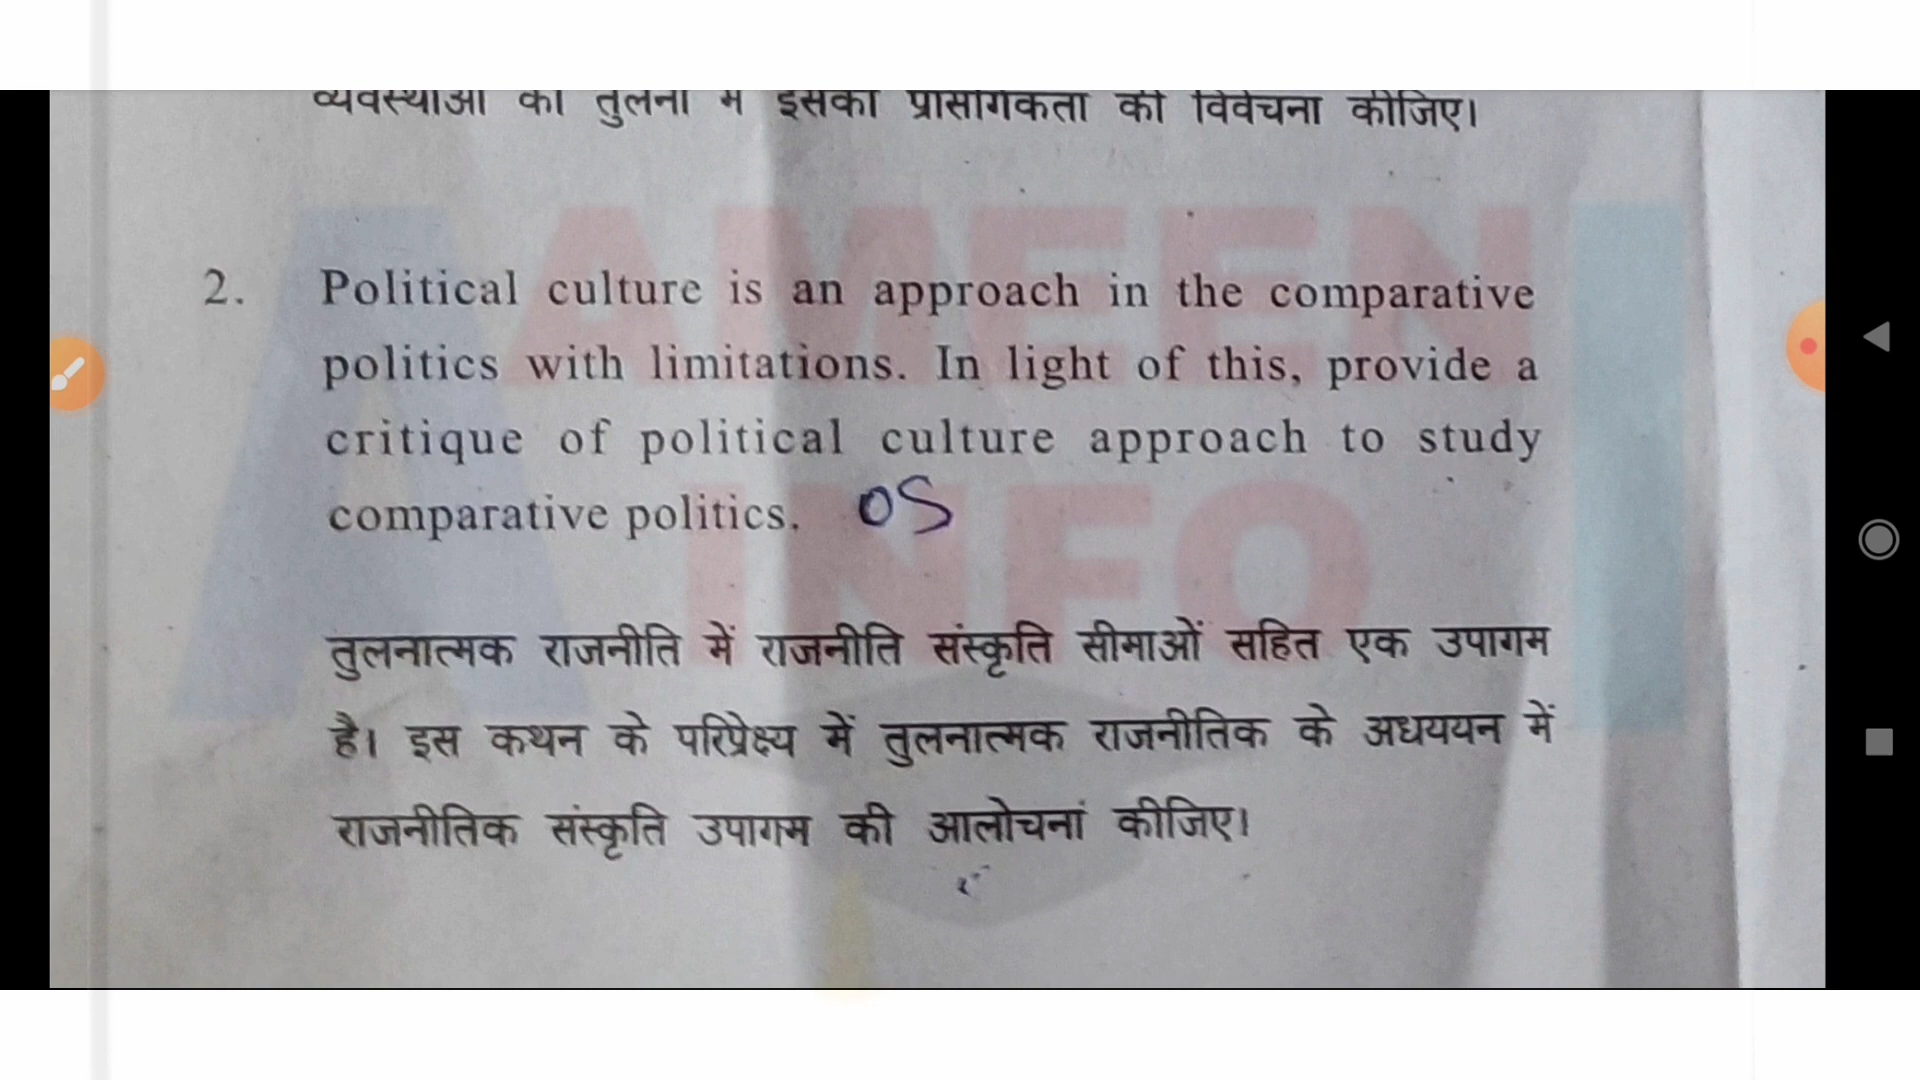 व्यवस्थाओं की तुलना में इसकी प्रासंगिकता की विवेचना कीजिए।
AMEEN
2. Political culture is an approach in the comparative
politics with limitations. In light of this, provide a
critique of political culture approach to study
comparative politics. OS
INFO
तुलनात्मक राजनीति में राजनीति संस्कृति सीमाओं सहित एक उपागम
है। इस कथन के परिप्रेक्ष्य में तुलनात्मक राजनीतिक के अधययन में
राजनीतिक संस्कृति उपागम की आलोचनां कीजिए।